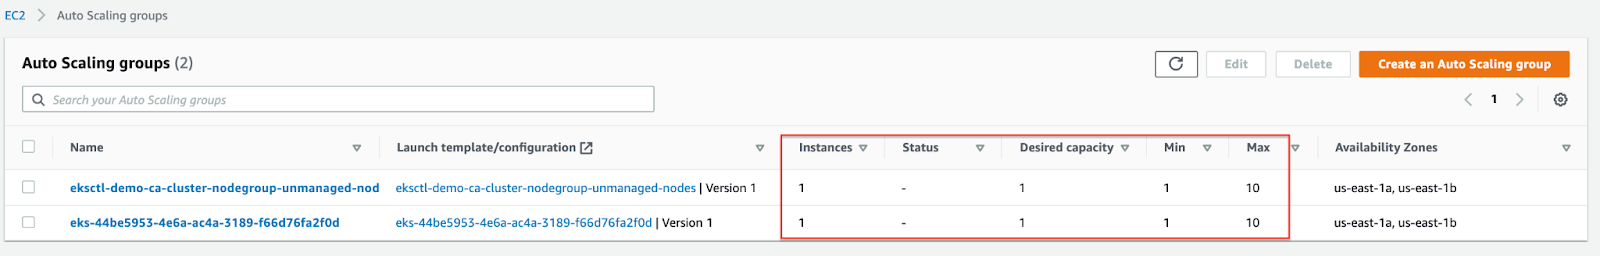 EC2 > Auto Scaling groups
Auto Scaling groups (2)
Edit
Delete
Create an Auto Scaling group
Search your Auto Scaling groups
1
Name Launch template/configuration Instances Status Desired capacity Min Max Availability Zones
eksctl-demo-ca-cluster-nodegroup-unmanaged-nod eksctl-demo-ca-cluster-nodegroup-unmanaged-nodes | Version 1 1 - 1 1 10 us-east-1a, us-east-1b
eks-44be5953-4e6a-ac4a-3189-f66d76fa2f0d eks-44be5953-4e6a-ac4a-3189-f66d76fa2f0d | Version 1 1 - 1 1 10 us-east-1a, us-east-1b